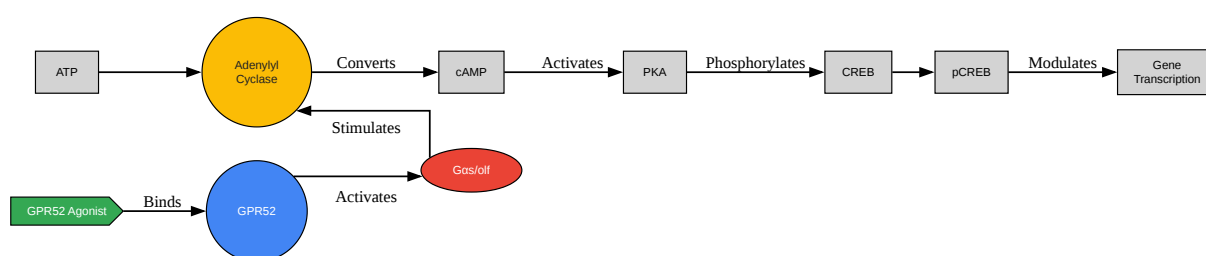 ATP
Adenylyl
Cyclase
Converts
cAMP
Activates
PKA
Phosphorylates
CREB
pCREB
Modulates
Gene
Transcription
Stimulates
Gαs/olf
GPR52 Agonist
Binds
GPR52
Activates